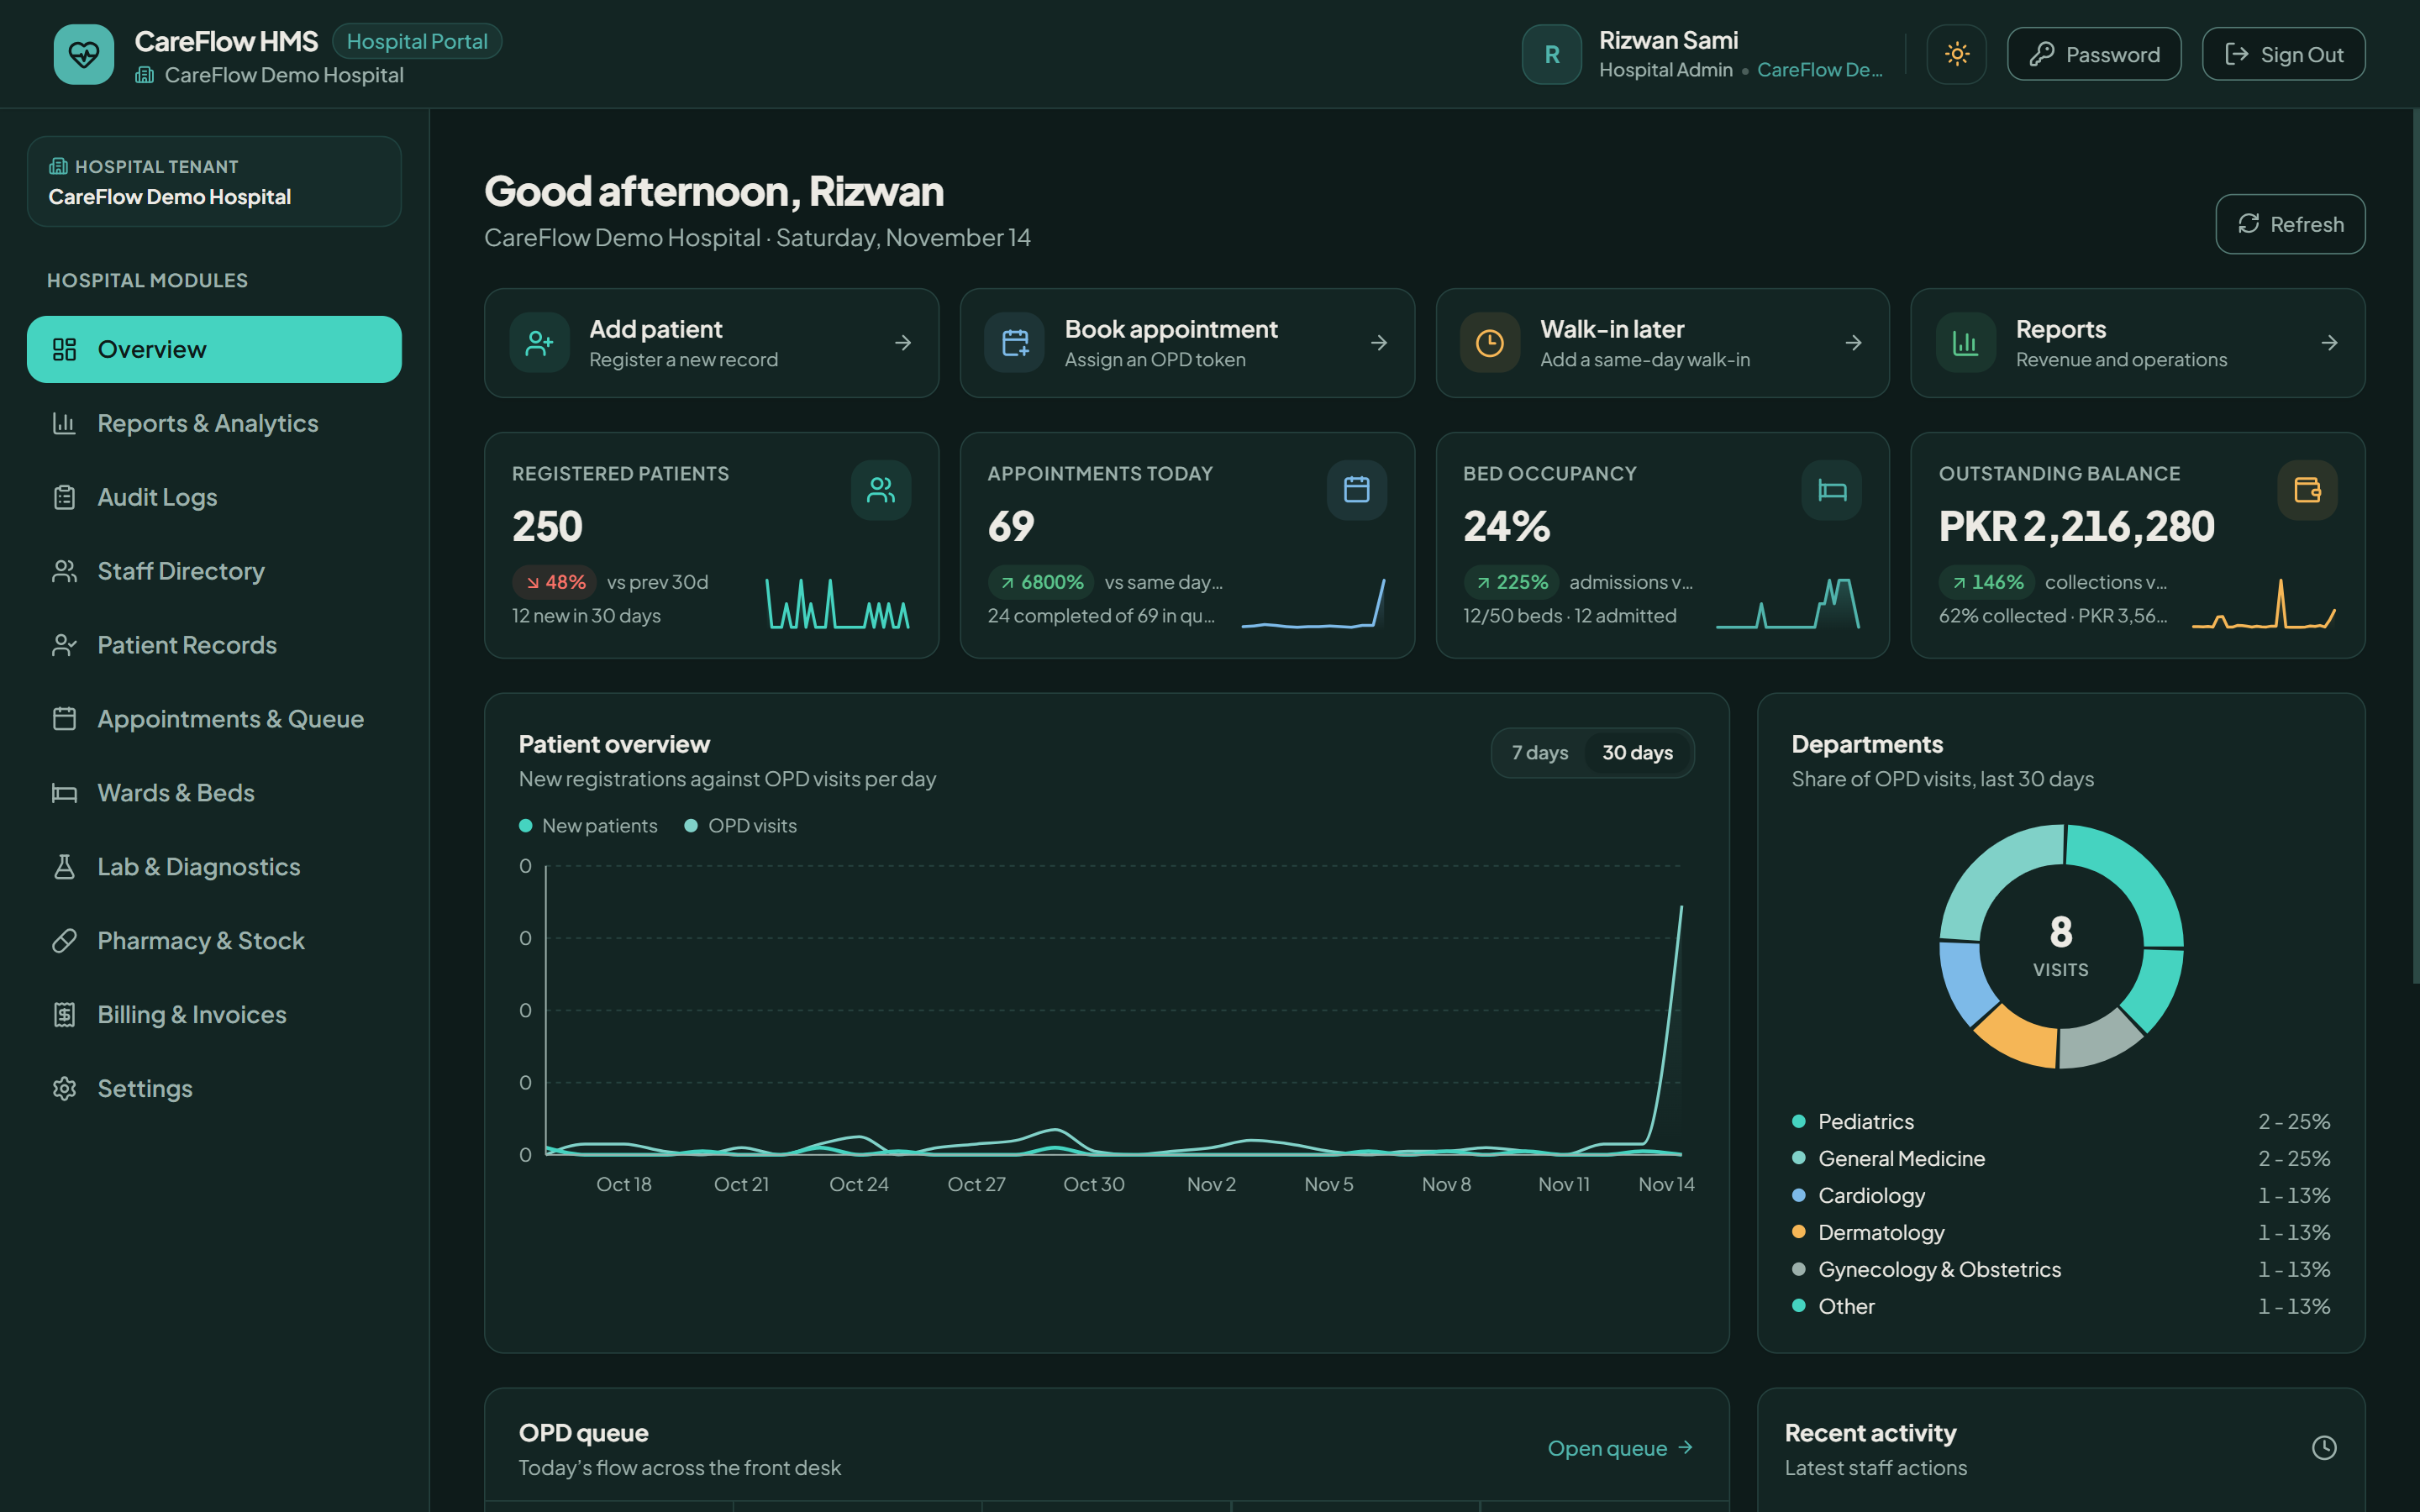 CareFlow HMS
Hospital Portal
CareFlow Demo Hospital
R
Rizwan Sami
Hospital Admin • CareFlow De...
Password
Sign Out
HOSPITAL TENANT
CareFlow Demo Hospital
HOSPITAL MODULES
Overview
Reports & Analytics
Audit Logs
Staff Directory
Patient Records
Appointments & Queue
Wards & Beds
Lab & Diagnostics
Pharmacy & Stock
Billing & Invoices
Settings
Good afternoon, Rizwan
CareFlow Demo Hospital · Saturday, November 14
Refresh
Add patient
Register a new record
Book appointment
Assign an OPD token
Walk-in later
Add a same-day walk-in
Reports
Revenue and operations
REGISTERED PATIENTS
250
48% vs prev 30d
12 new in 30 days
APPOINTMENTS TODAY
69
6800% vs same day...
24 completed of 69 in qu...
BED OCCUPANCY
24%
225% admissions v...
12/50 beds · 12 admitted
OUTSTANDING BALANCE
PKR 2,216,280
146% collections v...
62% collected · PKR 3,56...
Patient overview
New registrations against OPD visits per day
7 days
30 days
New patients
OPD visits
0
0
0
0
0
Oct 18
Oct 21
Oct 24
Oct 27
Oct 30
Nov 2
Nov 5
Nov 8
Nov 11
Nov 14
Departments
Share of OPD visits, last 30 days
8
VISITS
Pediatrics 2 - 25%
General Medicine 2 - 25%
Cardiology 1 - 13%
Dermatology 1 - 13%
Gynecology & Obstetrics 1 - 13%
Other 1 - 13%
OPD queue
Today's flow across the front desk
Open queue
Recent activity
Latest staff actions